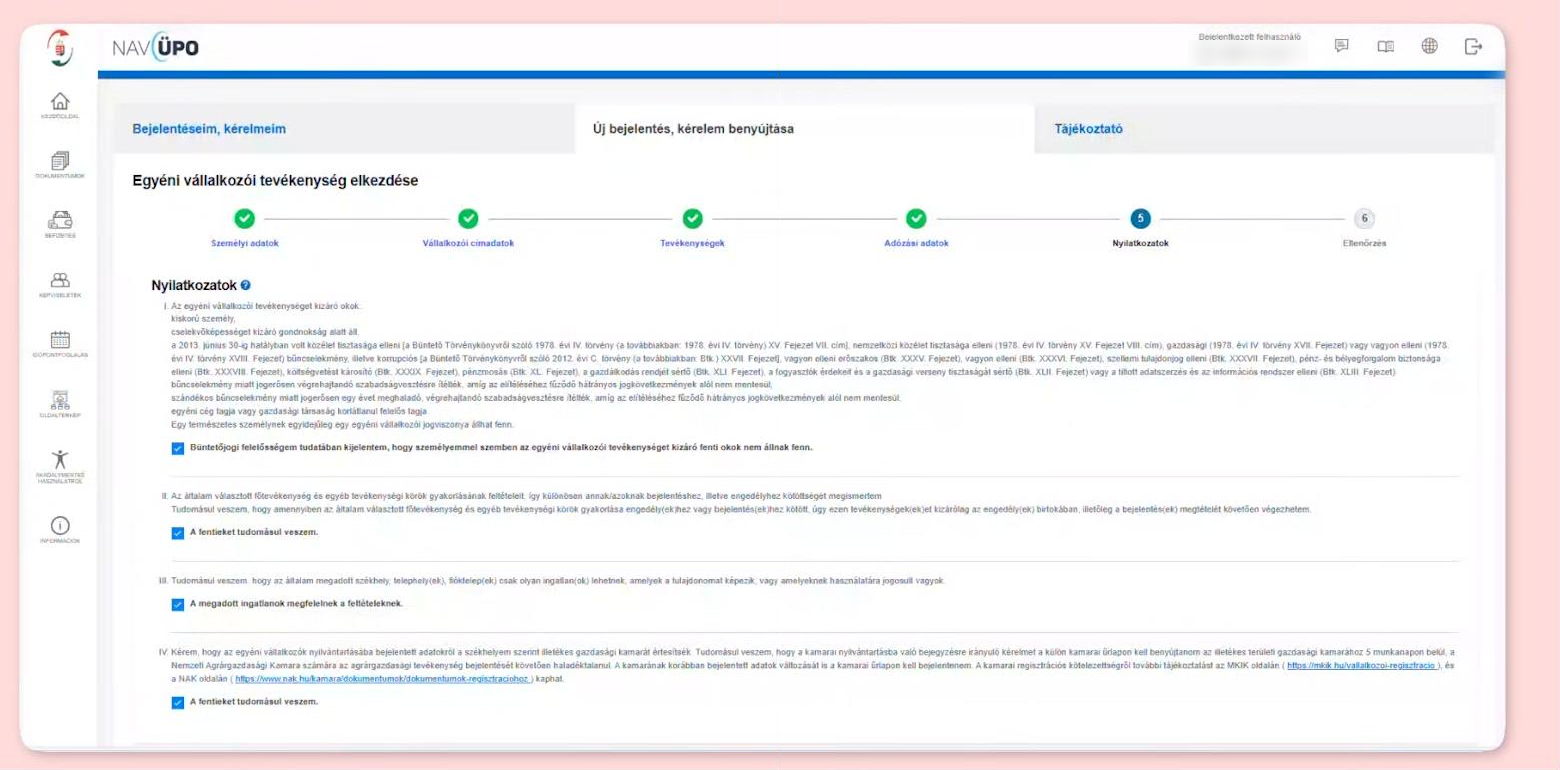 NAV ÜPO
Bejelentkezett felhasználó
KEZDŐOLDAL
DOKUMENTUMOK
BEFIZETÉS
KÉPVISELETEK
IDŐPONTFOGLALÁS
OLDALTÉRKÉP
AKADÁLYMENTES
HASZNÁLATRÓL
INFORMÁCIÓK
Bejelentéseim, kérelmeim
Új bejelentés, kérelem benyújtása
Tájékoztató
Egyéni vállalkozói tevékenység elkezdése
5
6
Személyi adatok
Vállalkozói címadatok
Tevékenységek
Adózási adatok
Nyilatkozatok
Ellenőrzés
Nyilatkozatok ?
I. Az egyéni vállalkozói tevékenységet kizáró okok:
kiskorú személy,
cselekvőképességet kizáró gondnokság alatt áll,
a 2013. június 30-ig hatályban volt közélet tisztasága elleni [a Büntető Törvénykönyvről szóló 1978. évi IV. törvény (a továbbiakban: 1978. évi IV. törvény) XV. Fejezet VII. cím], nemzetközi közélet tisztasága elleni (1978. évi IV. törvény XV. Fejezet VIII. cím), gazdasági (1978. évi IV. törvény XVII. Fejezet) vagy vagyon elleni (1978.
évi IV. törvény XVIII. Fejezet) bűncselekmény, illetve korrupciós [a Büntető Törvénykönyvről szóló 2012. évi C. törvény (a továbbiakban: Btk.) XXVII. Fejezet], vagyon elleni erőszakos (Btk. XXXV. Fejezet), vagyon elleni (Btk. XXXVI. Fejezet), szellemi tulajdonjog elleni (Btk. XXXVII. Fejezet), pénz- és bélyegforgalom biztonsága
elleni (Btk. XXXVIII. Fejezet), költségvetést károsító (Btk. XXXIX. Fejezet), pénzmosás (Btk. XL. Fejezet), a gazdálkodás rendjét sértő (Btk. XLI. Fejezet), a fogyasztók érdekeit és a gazdasági verseny tisztaságát sértő (Btk. XLII. Fejezet) vagy a tiltott adatszerzés és az információs rendszer elleni (Btk. XLIII. Fejezet)
bűncselekmény miatt jogerősen végrehajtandó szabadságvesztésre ítélték, amíg az elítéléséhez fűződő hátrányos jogkövetkezmények alól nem mentesül,
szándékos bűncselekmény miatt jogerősen egy évet meghaladó, végrehajtandó szabadságvesztésre ítélték, amíg az elítéléséhez fűződő hátrányos jogkövetkezmények alól nem mentesül.
egyéni cég tagja vagy gazdasági társaság korlátlanul felelős tagja
Egy természetes személynek egyidejűleg egy egyéni vállalkozói jogviszonya állhat fenn.
Büntetőjogi felelősségem tudatában kijelentem, hogy személyemmel szemben az egyéni vállalkozói tevékenységet kizáró fenti okok nem állnak fenn.
II. Az általam választott főtevékenység és egyéb tevékenységi körök gyakorlásának feltételeit, így különösen annak/azoknak bejelentéshez, illetve engedélyhez kötöttségét megismertem
Tudomásul veszem, hogy amennyiben az általam választott főtevékenység és egyéb tevékenységi körök gyakorlása engedély(ek)hez vagy bejelentés(ek)hez kötött, úgy ezen tevékenységek(ek)et kizárólag az engedély(ek) birtokában, illetőleg a bejelentés(ek) megtételét követően végezhetem.
A fentieket tudomásul veszem.
III. Tudomásul veszem, hogy az általam megadott székhely, telephely(ek), fióktelep(ek) csak olyan ingatlan(ok) lehetnek, amelyek a tulajdonomat képezik, vagy amelyeknek használatára jogosult vagyok.
A megadott ingatlanok megfelelnek a feltételeknek.
IV. Kérem, hogy az egyéni vállalkozók nyilvántartásába bejelentett adatokról a székhelyem szerint illetékes gazdasági kamarát értesítsék. Tudomásul veszem, hogy a kamarai nyilvántartásba való bejegyzésre irányuló kérelmet a külön kamarai űrlapon kell benyújtanom az illetékes területi gazdasági kamarához 5 munkanapon belül, a
Nemzeti Agrárgazdasági Kamara számára az agrárgazdasági tevékenység bejelentését követően haladéktalanul. A kamarának korábban bejelentett adatok változását is a kamarai űrlapon kell bejelentenem. A kamarai regisztrációs kötelezettségről további tájékoztatást az MKIK oldalán ( https://mkik.hu/vallalkozoi-regisztracio ), és
a NAK oldalán ( https://www.nak.hu/kamara/dokumentumok/dokumentumok-regisztraciohoz ) kaphat.
A fentieket tudomásul veszem.